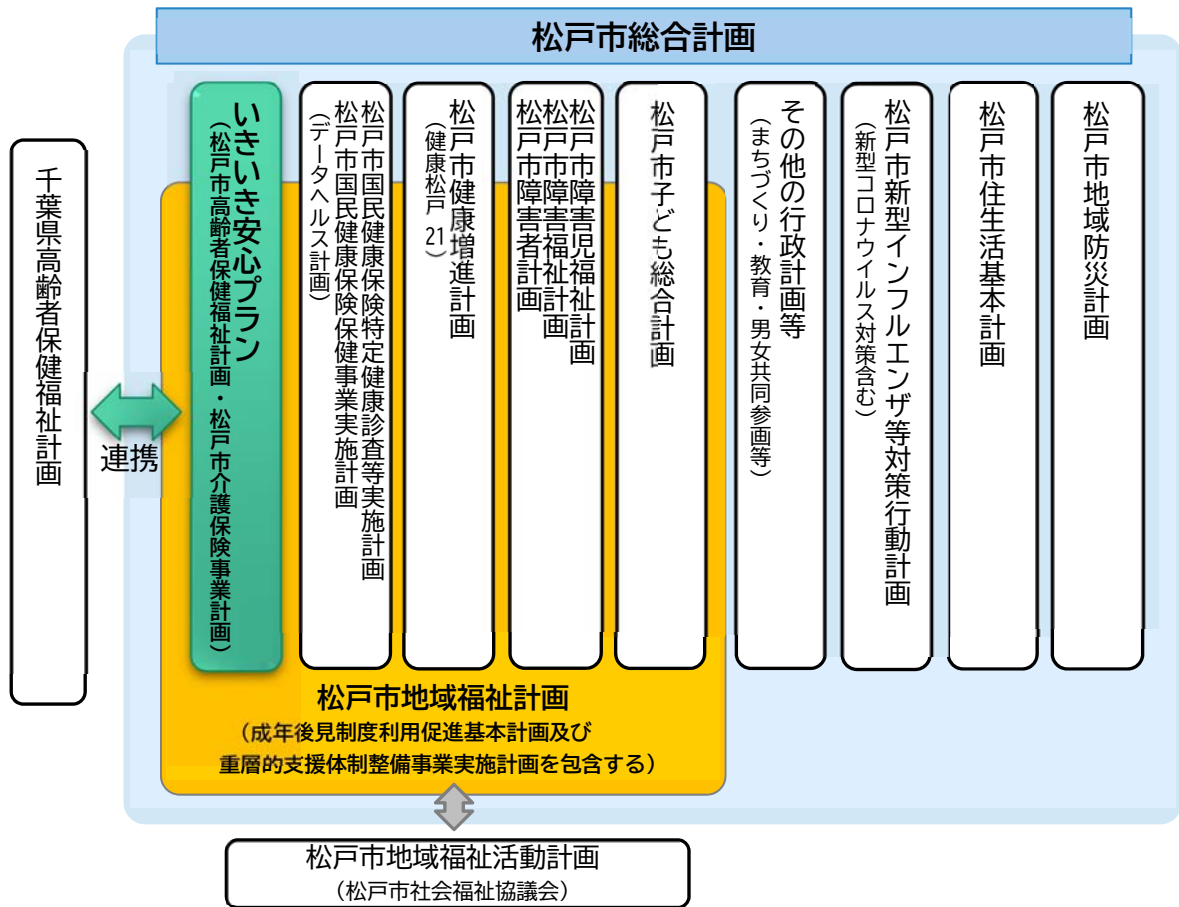 松戸市総合計画
千葉県高齢者保健福祉計画
連携
いきいき安心プラン
（松戸市高齢者保健福祉計画・松戸市介護保険事業計画）
松戸市国民健康保険特定健康診査等実施計画
松戸市国民健康保険保健事業実施計画
（データヘルス計画）
松戸市健康増進計画
（健康松戸21）
松戸市障害児福祉計画
松戸市障害福祉計画
松戸市障害者計画
松戸市子ども総合計画
その他の行政計画等
（まちづくり・教育・男女共同参画等）
松戸市新型インフルエンザ等対策行動計画
（新型コロナウイルス対策含む）
松戸市住生活基本計画
松戸市地域防災計画
松戸市地域福祉計画
（成年後見制度利用促進基本計画及び
重層的支援体制整備事業実施計画を包含する）
松戸市地域福祉活動計画
（松戸市社会福祉協議会）